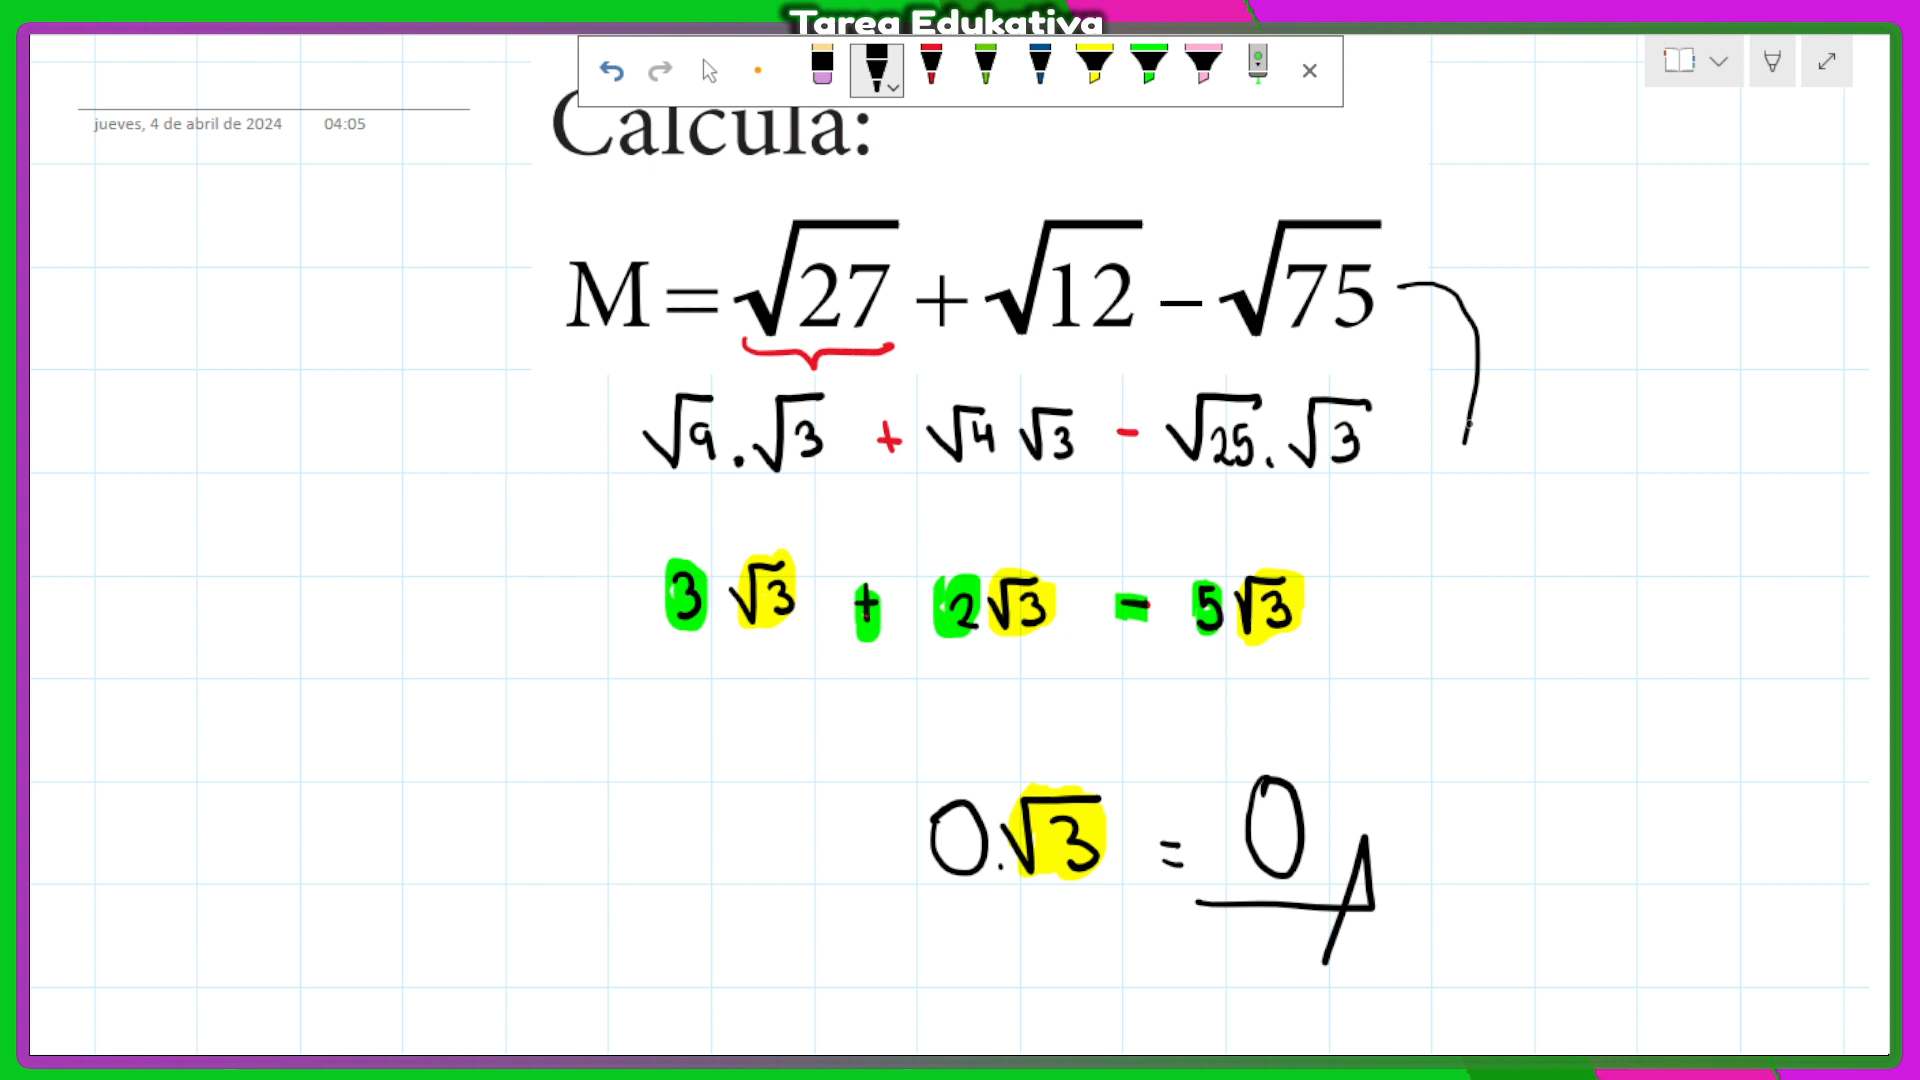 Tarea Edukativa
jueves, 4 de abril de 2024 04:05
Calcula:
M = √27 + √12 – √75
√9 . √3 + √4 √3 - √25 . √3
3 √3 + 2 √3 - 5 √3
0 . √3 = 0